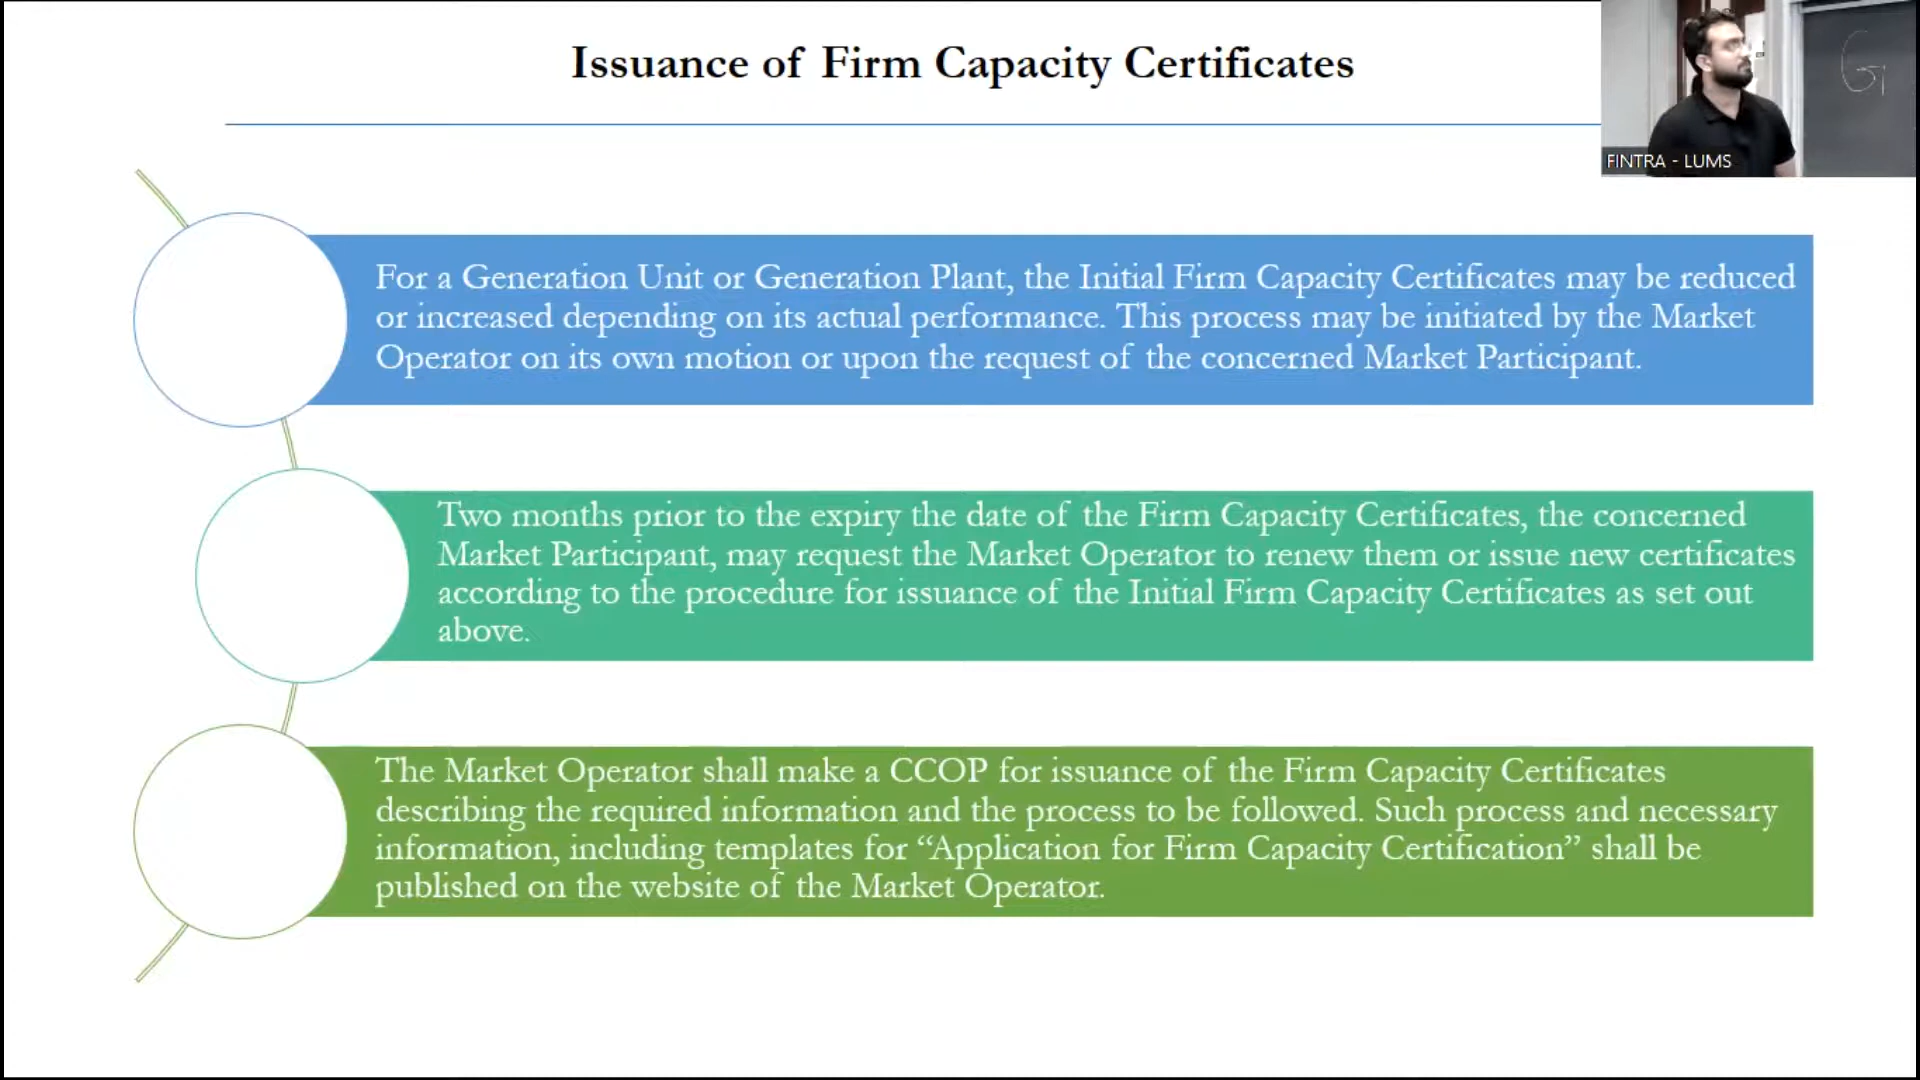 Issuance of Firm Capacity Certificates
FINTRA - LUMS
For a Generation Unit or Generation Plant, the Initial Firm Capacity Certificates may be reduced
or increased depending on its actual performance. This process may be initiated by the Market
Operator on its own motion or upon the request of the concerned Market Participant.
Two months prior to the expiry the date of the Firm Capacity Certificates, the concerned
Market Participant, may request the Market Operator to renew them or issue new certificates
according to the procedure for issuance of the Initial Firm Capacity Certificates as set out
above.
The Market Operator shall make a CCOP for issuance of the Firm Capacity Certificates
describing the required information and the process to be followed. Such process and necessary
information, including templates for “Application for Firm Capacity Certification” shall be
published on the website of the Market Operator.